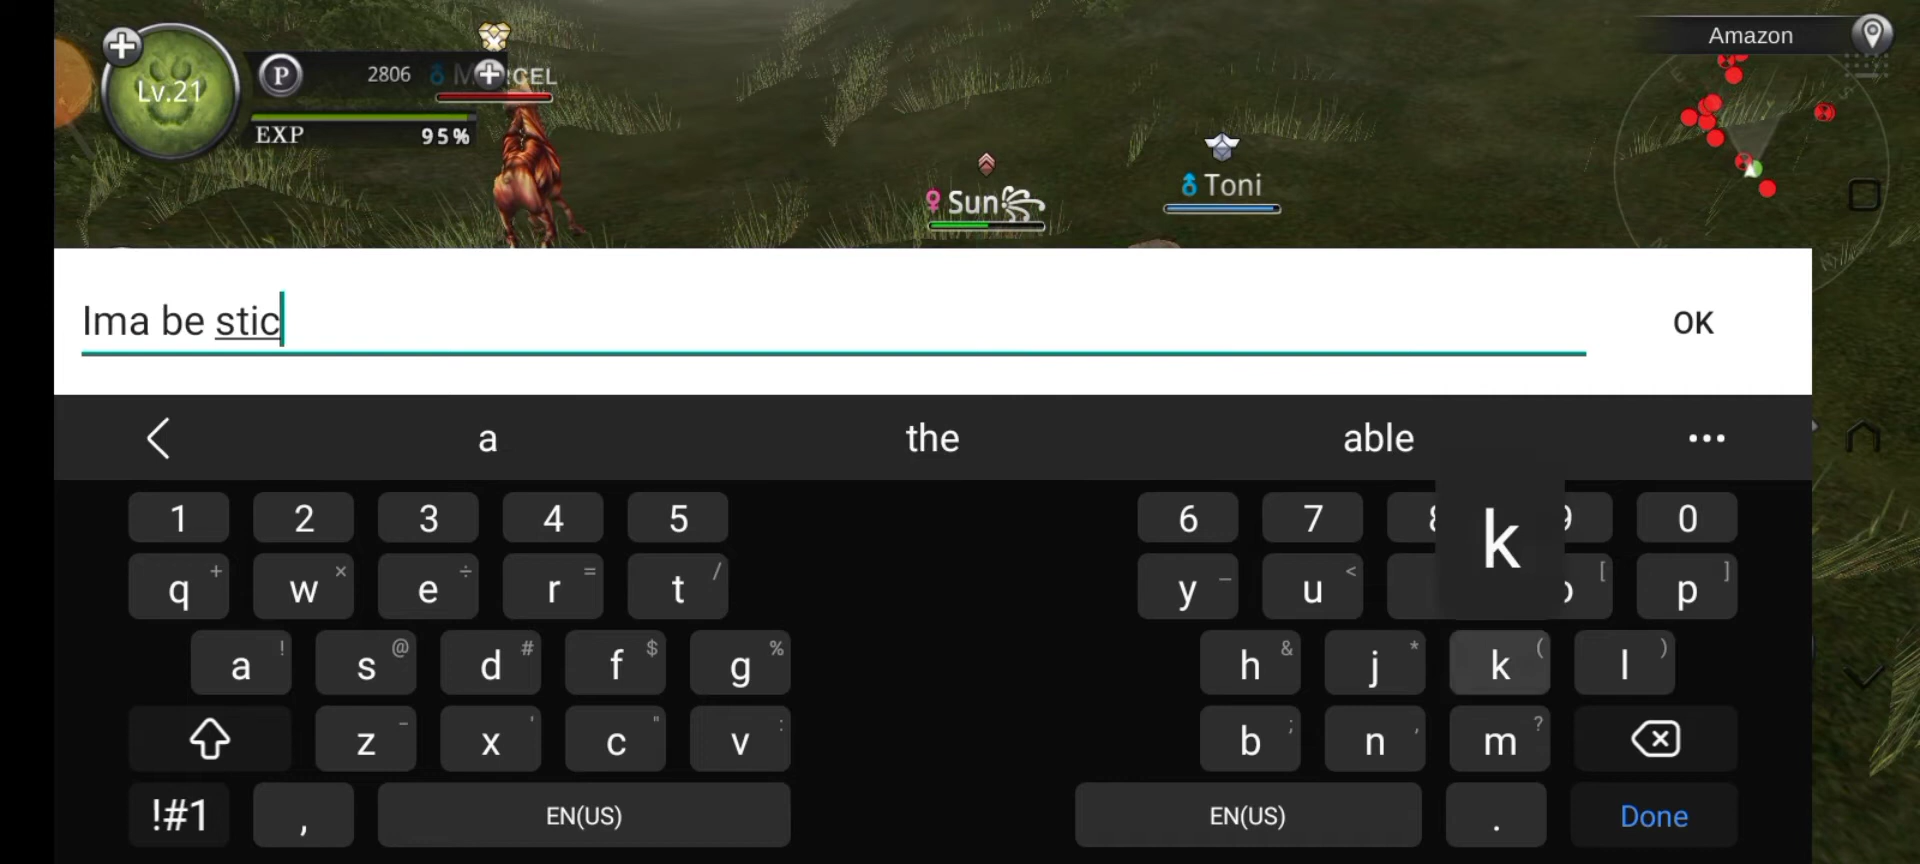 Amazon
Lv.21
P 2806
EXP 95%
Sun
Toni
Ima be stic
OK
a the able
1 2 3 4 5 6 7 0
k
q + w × e ÷ r = t / y _ u < [ p ]
a ! s @ d # f $ g % h & j * k ( l )
z - x ' c " v : b ; n , m ?
!#1 , EN(US) EN(US) . Done